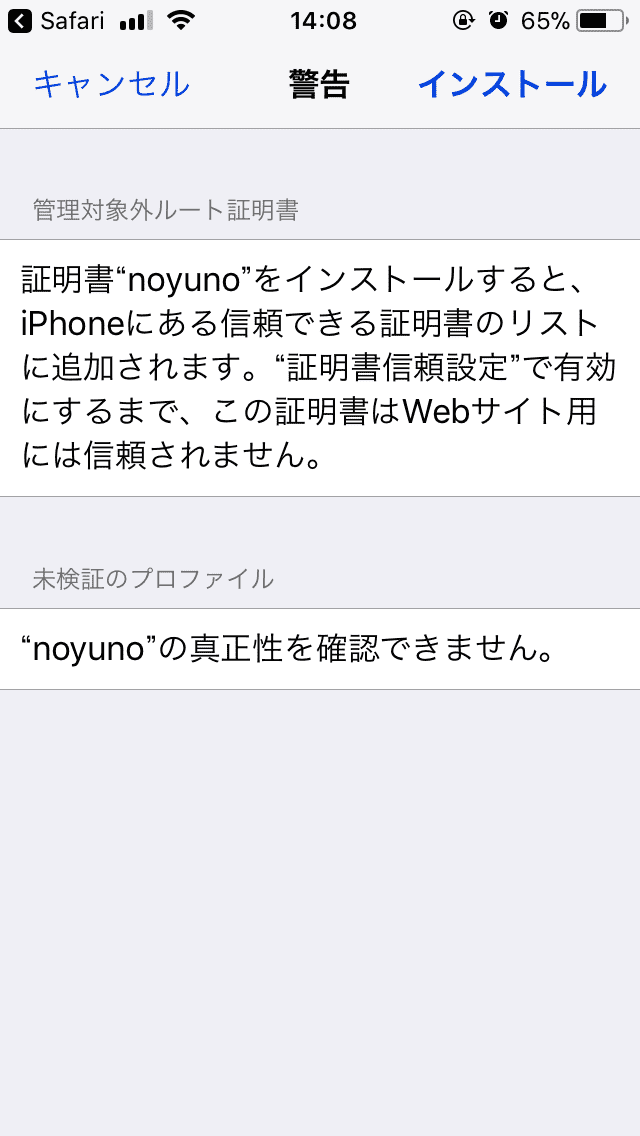 Safari 14:08 65%
キャンセル 警告 インストール
管理対象外ルート証明書
証明書“noyuno”をインストールすると、
iPhoneにある信頼できる証明書のリスト
に追加されます。“証明書信頼設定”で有効
にするまで、この証明書はWebサイト用
には信頼されません。
未検証のプロファイル
“noyuno”の真正性を確認できません。